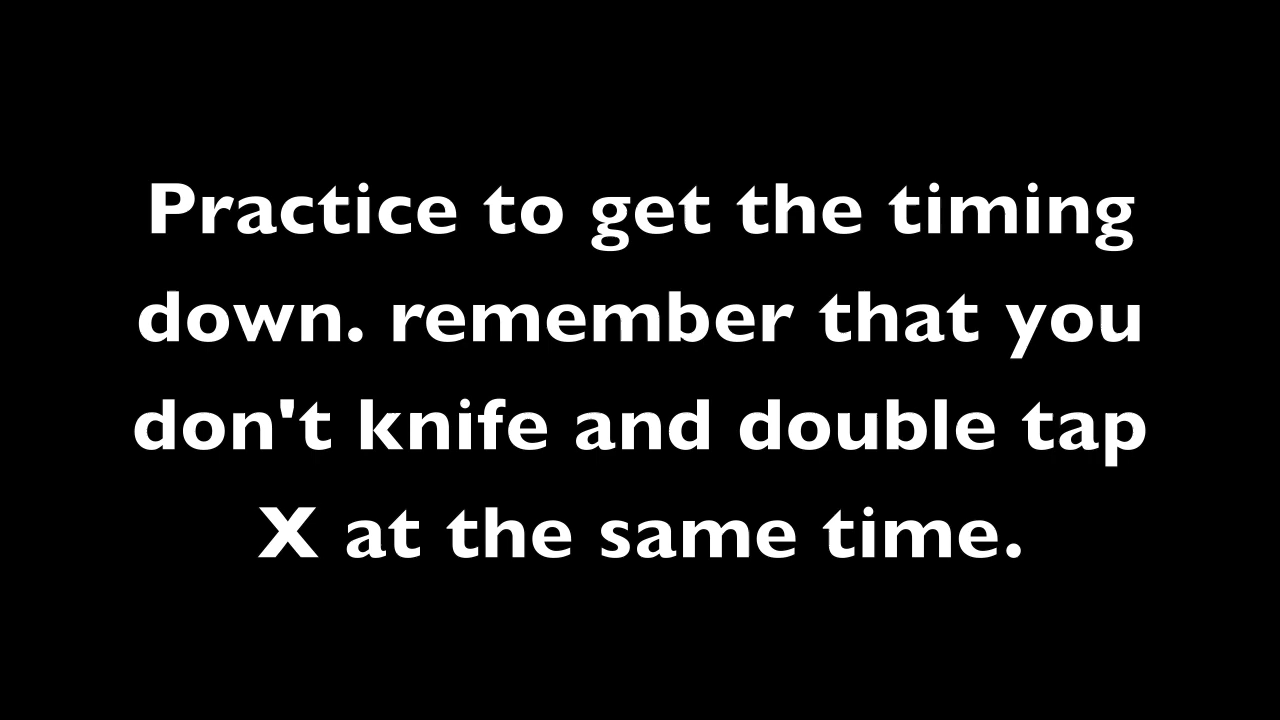 Practice to get the timing
down. remember that you
don't knife and double tap
X at the same time.